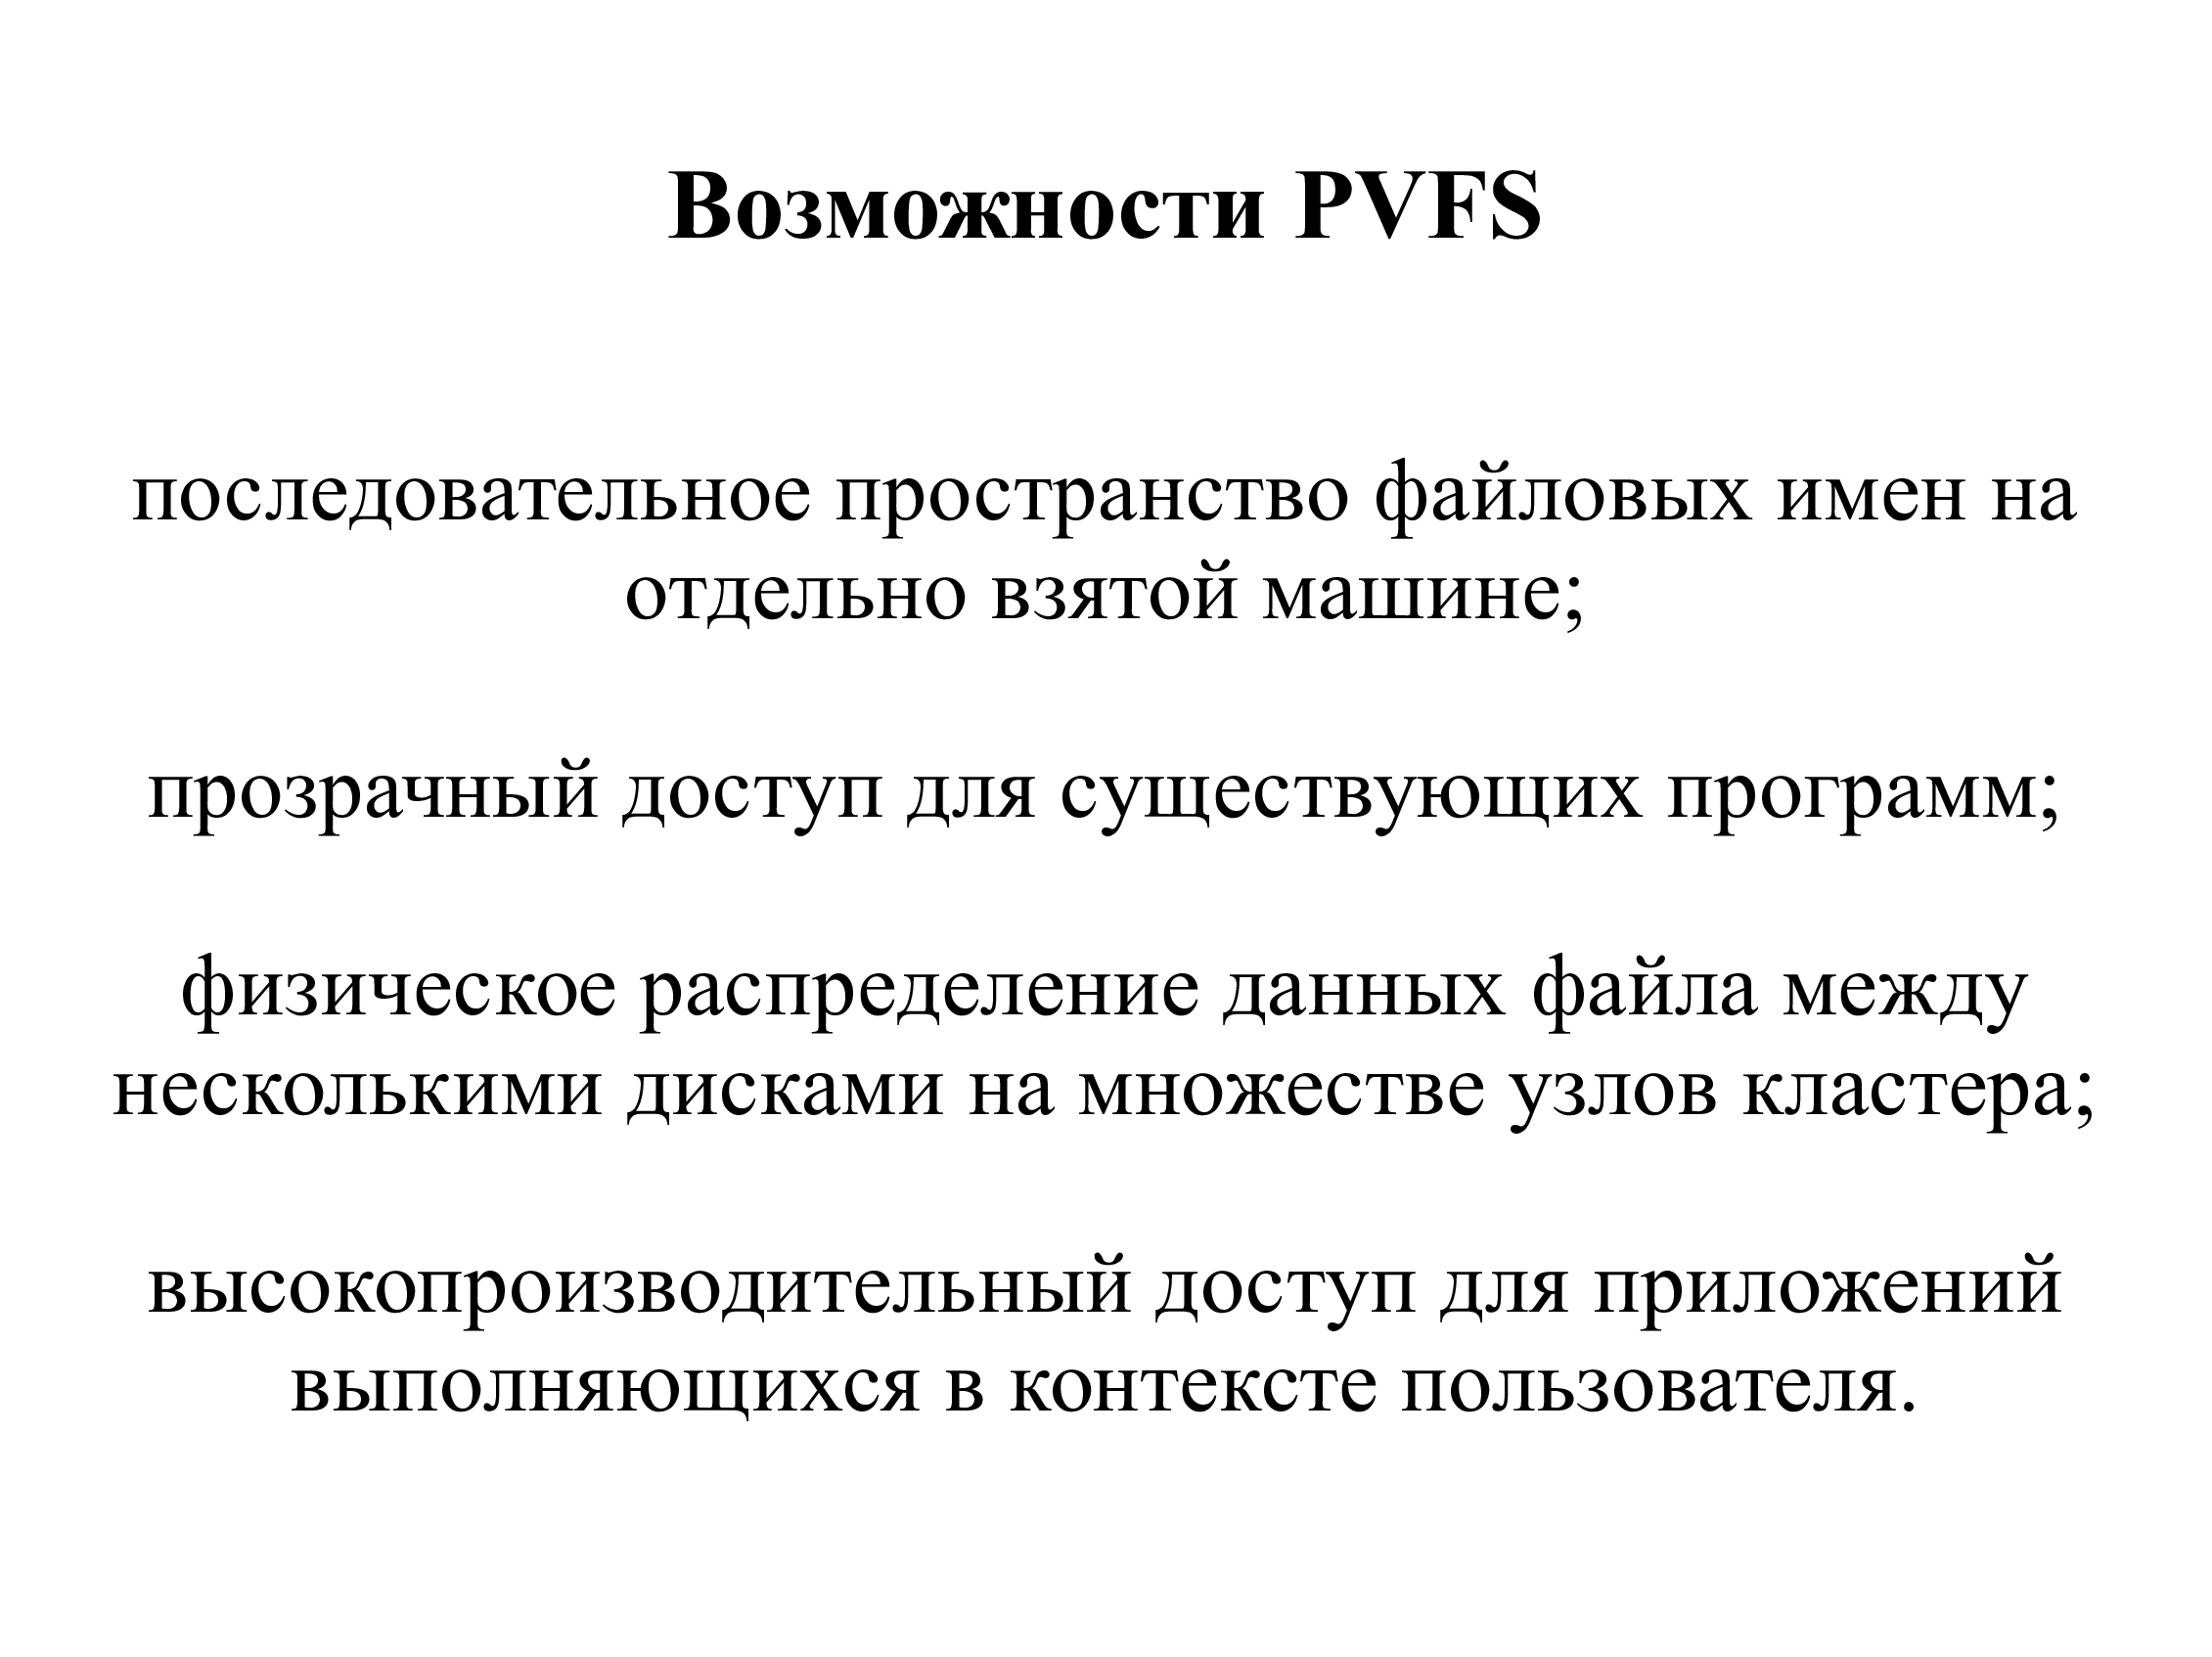 Возможности PVFS
последовательное пространство файловых имен на
отдельно взятой машине;
прозрачный доступ для существующих программ;
физическое распределение данных файла между
несколькими дисками на множестве узлов кластера;
высокопроизводительный доступ для приложений
выполняющихся в контексте пользователя.